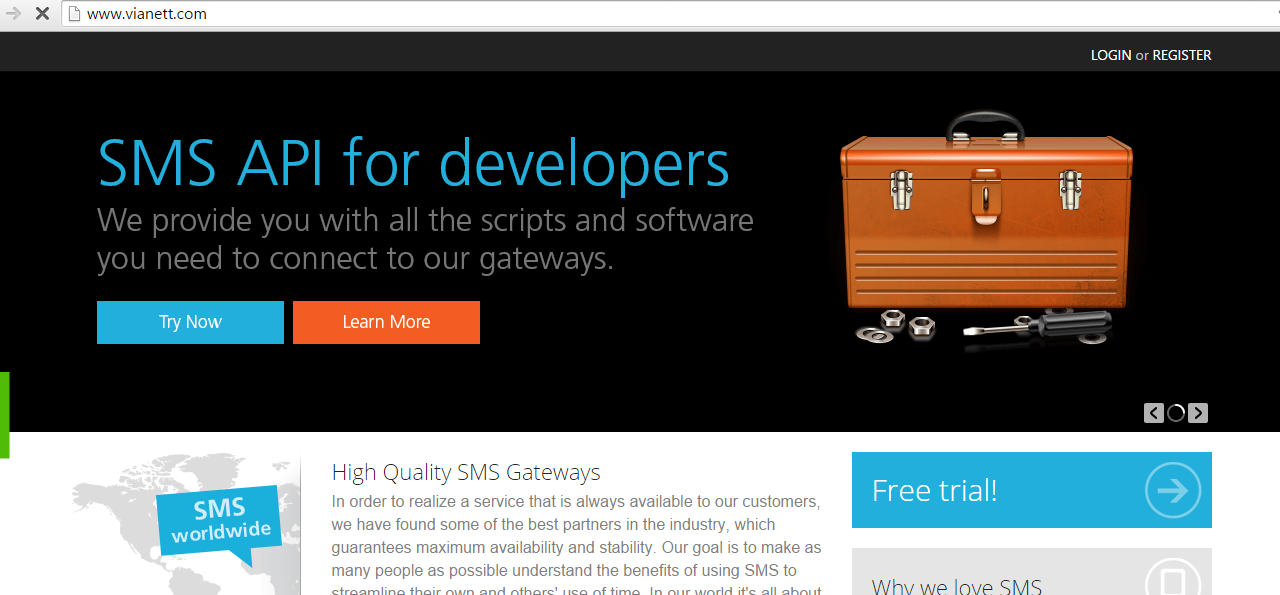 www.vianett.com
LOGIN or REGISTER
SMS API for developers
We provide you with all the scripts and software
you need to connect to our gateways.
Try Now
Learn More
SMS
worldwide
High Quality SMS Gateways
In order to realize a service that is always available to our customers,
we have found some of the best partners in the industry, which
guarantees maximum availability and stability. Our goal is to make as
many people as possible understand the benefits of using SMS to
streamline their own and others' use of time. In our world it's all about
Free trial!
Why we love SMS